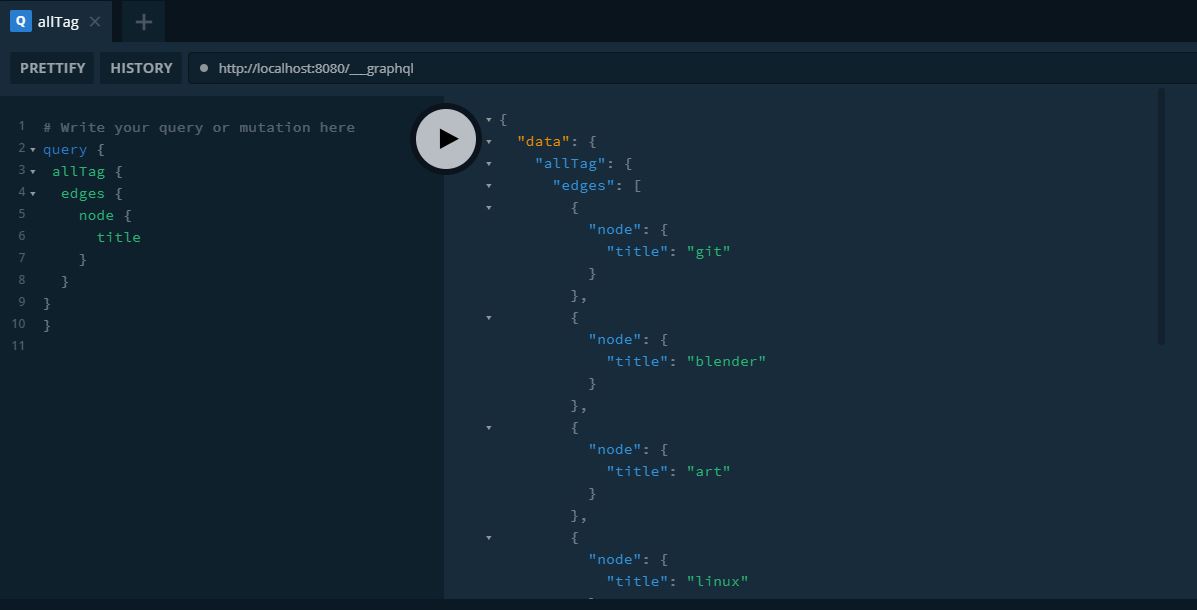 Q allTag × +
PRETTIFY HISTORY http://localhost:8080/___graphql
1 # Write your query or mutation here
2 query {
3 allTag {
4 edges {
5 node {
6 title
7 }
8 }
9 }
10 }
11
{
"data": {
"allTag": {
"edges": [
{
"node": {
"title": "git"
}
},
{
"node": {
"title": "blender"
}
},
{
"node": {
"title": "art"
}
},
{
"node": {
"title": "linux"